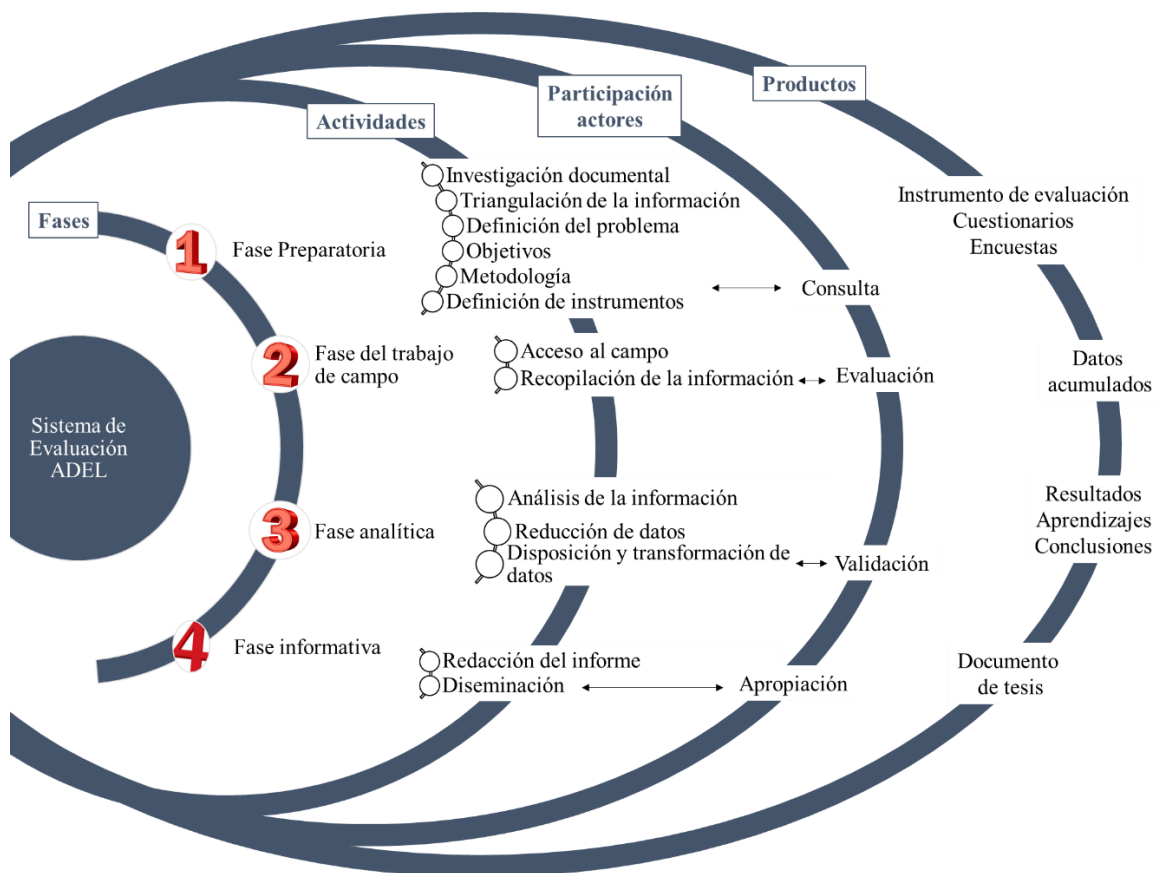 Productos
Participación
actores
Actividades
Fases
Investigación documental
Triangulación de la información
Definición del problema
Objetivos
Metodología
Definición de instrumentos
Consulta
Instrumento de evaluación
Cuestionarios
Encuestas
1
Fase Preparatoria
2
Fase del trabajo
de campo
Acceso al campo
Recopilación de la información
Evaluación
Datos
acumulados
Sistema de
Evaluación
ADEL
3
Fase analítica
Análisis de la información
Reducción de datos
Disposición y transformación de
datos
Validación
Resultados
Aprendizajes
Conclusiones
4
Fase informativa
Redacción del informe
Diseminación
Apropiación
Documento
de tesis